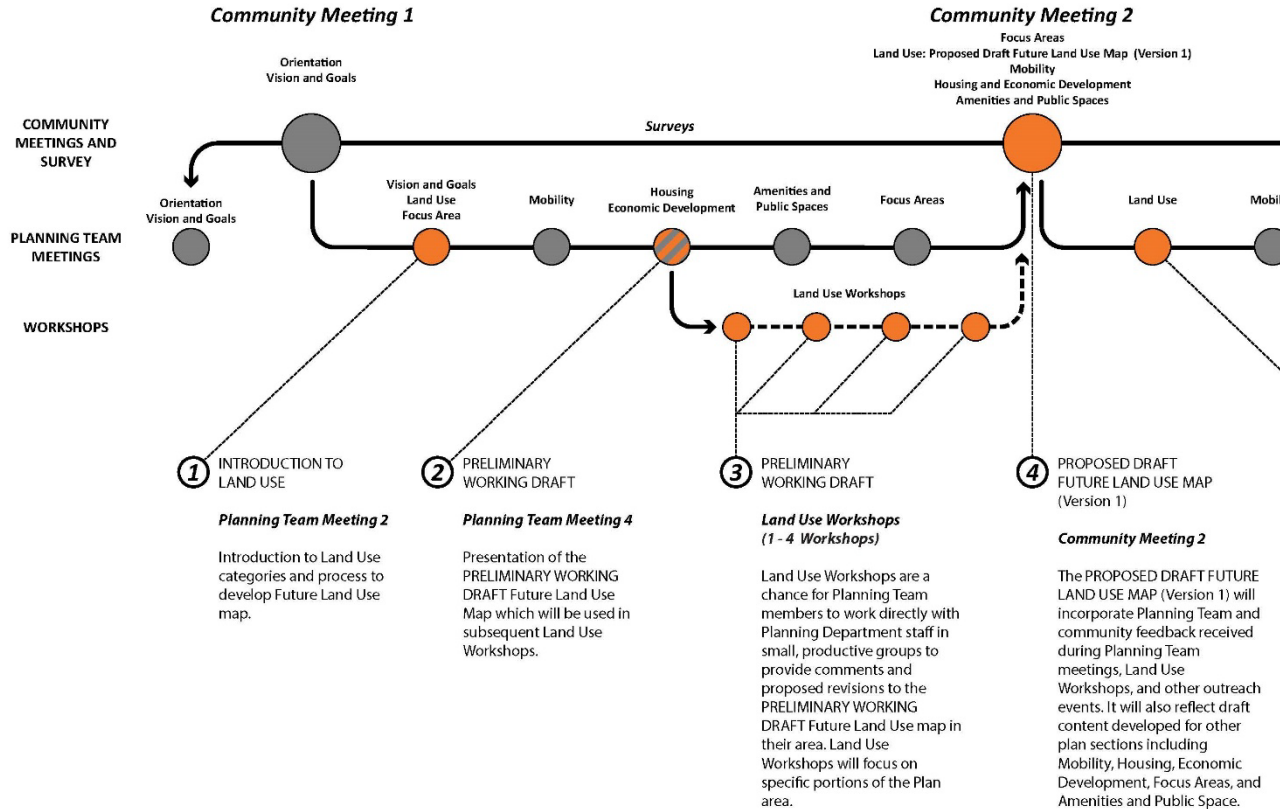 Community Meeting 1
Community Meeting 2
Orientation
Vision and Goals
Focus Areas
Land Use: Proposed Draft Future Land Use Map (Version 1)
Mobility
Housing and Economic Development
Amenities and Public Spaces
COMMUNITY
MEETINGS AND
SURVEY
Surveys
Orientation
Vision and Goals
Vision and Goals
Land Use
Focus Area
Mobility
Housing
Economic Development
Amenities and
Public Spaces
Focus Areas
Land Use
PLANNING TEAM
MEETINGS
WORKSHOPS
Land Use Workshops
1 INTRODUCTION TO
LAND USE
Planning Team Meeting 2
Introduction to Land Use
categories and process to
develop Future Land Use
map.
2 PRELIMINARY
WORKING DRAFT
Planning Team Meeting 4
Presentation of the
PRELIMINARY WORKING
DRAFT Future Land Use
Map which will be used in
subsequent Land Use
Workshops.
3 PRELIMINARY
WORKING DRAFT
Land Use Workshops
(1 - 4 Workshops)
Land Use Workshops are a
chance for Planning Team
members to work directly with
Planning Department staff in
small, productive groups to
provide comments and
proposed revisions to the
PRELIMINARY WORKING
DRAFT Future Land Use map in
their area. Land Use
Workshops will focus on
specific portions of the Plan
area.
4 PROPOSED DRAFT
FUTURE LAND USE MAP
(Version 1)
Community Meeting 2
The PROPOSED DRAFT FUTURE
LAND USE MAP (Version 1) will
incorporate Planning Team and
community feedback received
during Planning Team
meetings, Land Use
Workshops, and other outreach
events. It will also reflect draft
content developed for other
plan sections including
Mobility, Housing, Economic
Development, Focus Areas, and
Amenities and Public Space.